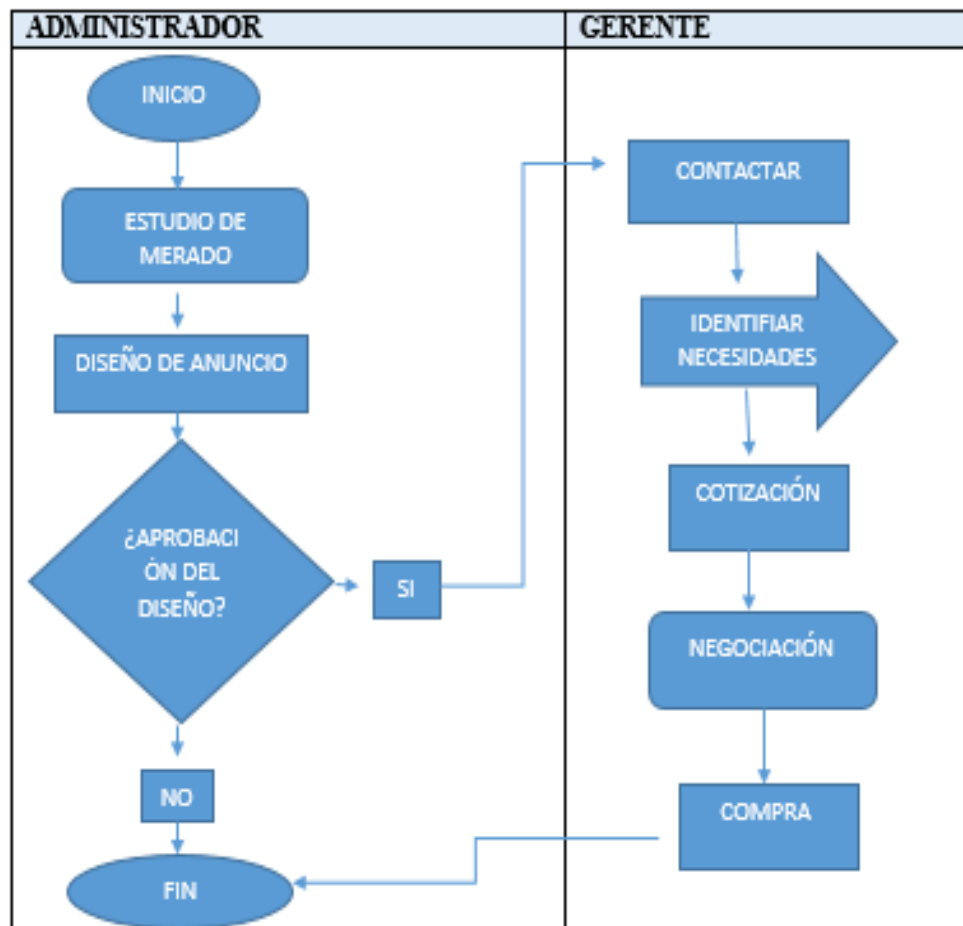 ADMINISTRADOR
GERENTE
INICIO
ESTUDIO DE
MERADO
DISEÑO DE ANUNCIO
¿APROBACI
ÓN DEL
DISEÑO?
SI
NO
FIN
CONTACTAR
IDENTIFIAR
NECESIDADES
COTIZACIÓN
NEGOCIACIÓN
COMPRA